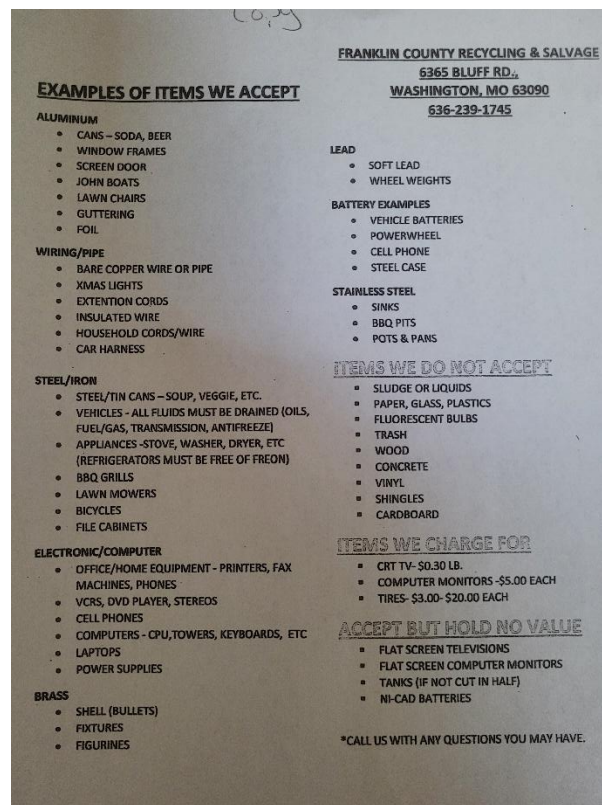 Copy
FRANKLIN COUNTY RECYCLING & SALVAGE
6365 BLUFF RD.,
WASHINGTON, MO 63090
636-239-1745
EXAMPLES OF ITEMS WE ACCEPT
ALUMINUM
• CANS – SODA, BEER
• WINDOW FRAMES
• SCREEN DOOR
• JOHN BOATS
• LAWN CHAIRS
• GUTTERING
• FOIL
WIRING/PIPE
• BARE COPPER WIRE OR PIPE
• XMAS LIGHTS
• EXTENTION CORDS
• INSULATED WIRE
• HOUSEHOLD CORDS/WIRE
• CAR HARNESS
STEEL/IRON
• STEEL/TIN CANS – SOUP, VEGGIE, ETC.
• VEHICLES - ALL FLUIDS MUST BE DRAINED (OILS,
FUEL/GAS, TRANSMISSION, ANTIFREEZE)
• APPLIANCES -STOVE, WASHER, DRYER, ETC
(REFRIGERATORS MUST BE FREE OF FREON)
• BBQ GRILLS
• LAWN MOWERS
• BICYCLES
• FILE CABINETS
ELECTRONIC/COMPUTER
• OFFICE/HOME EQUIPMENT - PRINTERS, FAX
MACHINES, PHONES
• VCRS, DVD PLAYER, STEREOS
• CELL PHONES
• COMPUTERS - CPU,TOWERS, KEYBOARDS, ETC
• LAPTOPS
• POWER SUPPLIES
BRASS
• SHELL (BULLETS)
• FIXTURES
• FIGURINES
LEAD
• SOFT LEAD
• WHEEL WEIGHTS
BATTERY EXAMPLES
• VEHICLE BATTERIES
• POWERWHEEL
• CELL PHONE
• STEEL CASE
STAINLESS STEEL
• SINKS
• BBQ PITS
• POTS & PANS
ITEMS WE DO NOT ACCEPT
▪ SLUDGE OR LIQUIDS
▪ PAPER, GLASS, PLASTICS
▪ FLUORESCENT BULBS
▪ TRASH
▪ WOOD
▪ CONCRETE
▪ VINYL
▪ SHINGLES
▪ CARDBOARD
ITEMS WE CHARGE FOR
▪ CRT TV- $0.30 LB.
▪ COMPUTER MONITORS -$5.00 EACH
▪ TIRES- $3.00- $20.00 EACH
ACCEPT BUT HOLD NO VALUE
▪ FLAT SCREEN TELEVISIONS
▪ FLAT SCREEN COMPUTER MONITORS
▪ TANKS (IF NOT CUT IN HALF)
▪ NI-CAD BATTERIES
*CALL US WITH ANY QUESTIONS YOU MAY HAVE.